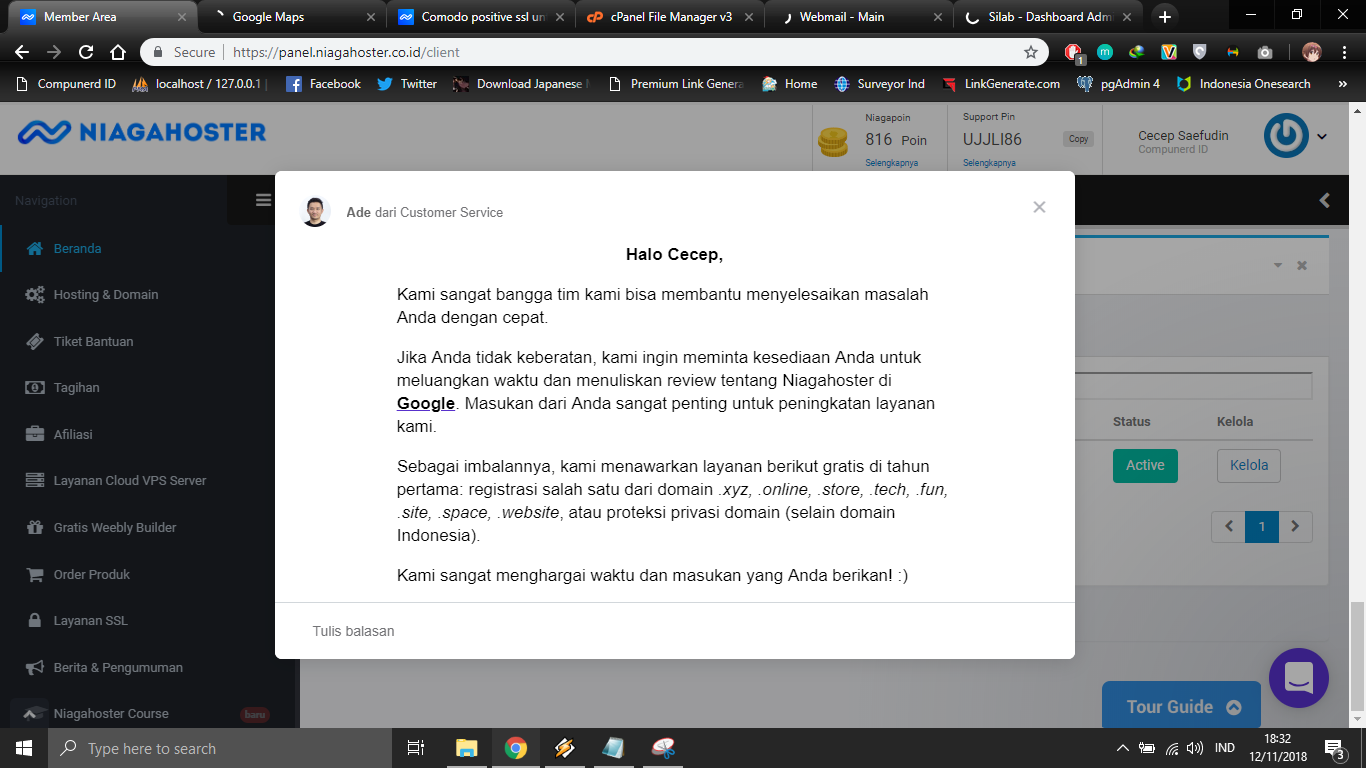 Member Area
Google Maps
Comodo positive ssl un
cPanel File Manager v3
Webmail - Main
Silab - Dashboard Adm
Secure
https://panel.niagahoster.co.id/client
1
Compunerd ID
localhost / 127.0.0.1
Facebook
Twitter
Download Japanese
Premium Link Genera
Home
Surveyor Ind
LinkGenerate.com
pgAdmin 4
Indonesia Onesearch
»
NIAGAHOSTER
Niagapoin
816 Poin
Selengkapnya
Support Pin
UJJLI86
Copy
Selengkapnya
Cecep Saefudin
Compunerd ID
Navigation
Beranda
Hosting & Domain
Tiket Bantuan
Tagihan
Afiliasi
Layanan Cloud VPS Server
Gratis Weebly Builder
Order Produk
Layanan SSL
Berita & Pengumuman
Niagahoster Course
baru
Ade dari Customer Service
Halo Cecep,
Kami sangat bangga tim kami bisa membantu menyelesaikan masalah
Anda dengan cepat.
Jika Anda tidak keberatan, kami ingin meminta kesediaan Anda untuk
meluangkan waktu dan menuliskan review tentang Niagahoster di
Google. Masukan dari Anda sangat penting untuk peningkatan layanan
kami.
Sebagai imbalannya, kami menawarkan layanan berikut gratis di tahun
pertama: registrasi salah satu dari domain .xyz, .online, .store, .tech, .fun,
.site, .space, .website, atau proteksi privasi domain (selain domain
Indonesia).
Kami sangat menghargai waktu dan masukan yang Anda berikan! :)
Tulis balasan
Status
Kelola
Active
Kelola
1
Tour Guide
Type here to search
IND
18:32
12/11/2018
3